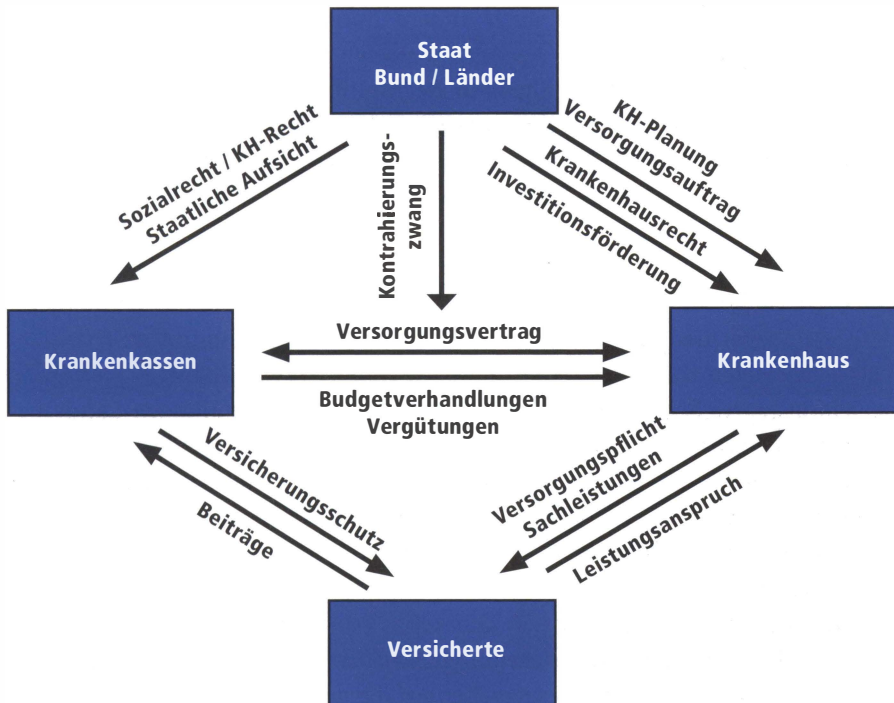 Staat
Bund / Länder
Sozialrecht / KH-Recht
Staatliche Aufsicht
Kontrahierungs-
zwang
KH-Planung
Versorgungsauftrag
Krankenhausrecht
Investitionsförderung
Krankenkassen
Versorgungsvertrag
Budgetverhandlungen
Vergütungen
Krankenhaus
Versicherungsschutz
Beiträge
Versorgungspflicht
Sachleistungen
Leistungsanspruch
Versicherte